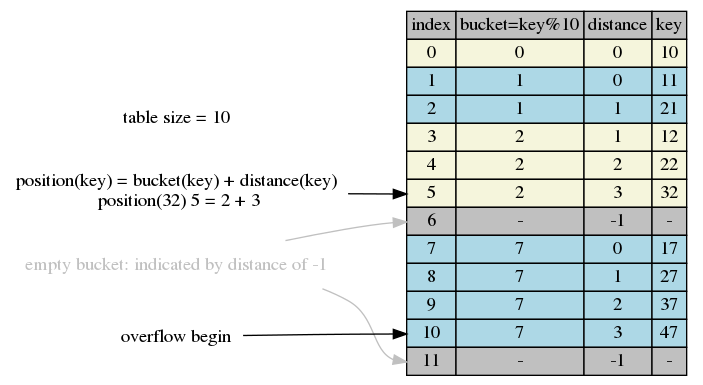 index bucket=key%10 distance key
0 0 0 10
1 1 0 11
2 1 1 21
table size = 10
3 2 1 12
4 2 2 22
position(key) = bucket(key) + distance(key)
position(32) 5 = 2 + 3
5 2 3 32
6 - -1 -
empty bucket: indicated by distance of -1
7 7 0 17
8 7 1 27
9 7 2 37
overflow begin
10 7 3 47
11 - -1 -